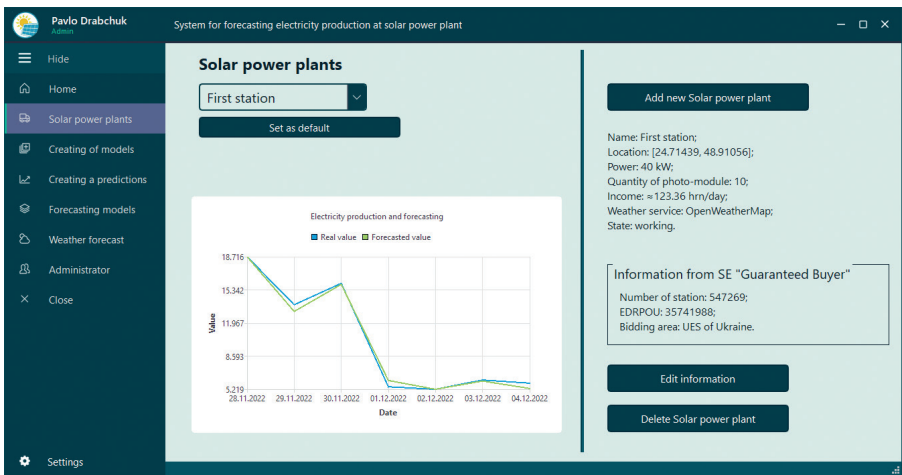 Pavlo Drabchuk
Admin
System for forecasting electricity production at solar power plant
Hide
Home
Solar power plants
Creating of models
Creating a predictions
Forecasting models
Weather forecast
Administrator
Close
Settings
Solar power plants
First station
Set as default
Electricity production and forecasting
Real value Forecasted value
18.716
15.342
11.967
8.593
5.219
Value
28.11.2022 29.11.2022 30.11.2022 01.12.2022 02.12.2022 03.12.2022 04.12.2022
Date
Add new Solar power plant
Name: First station;
Location: [24.71439, 48.91056];
Power: 40 kW;
Quantity of photo-module: 10;
Income: ≈123.36 hrn/day;
Weather service: OpenWeatherMap;
State: working.
Information from SE "Guaranteed Buyer"
Number of station: 547269;
EDRPOU: 35741988;
Bidding area: UES of Ukraine.
Edit information
Delete Solar power plant